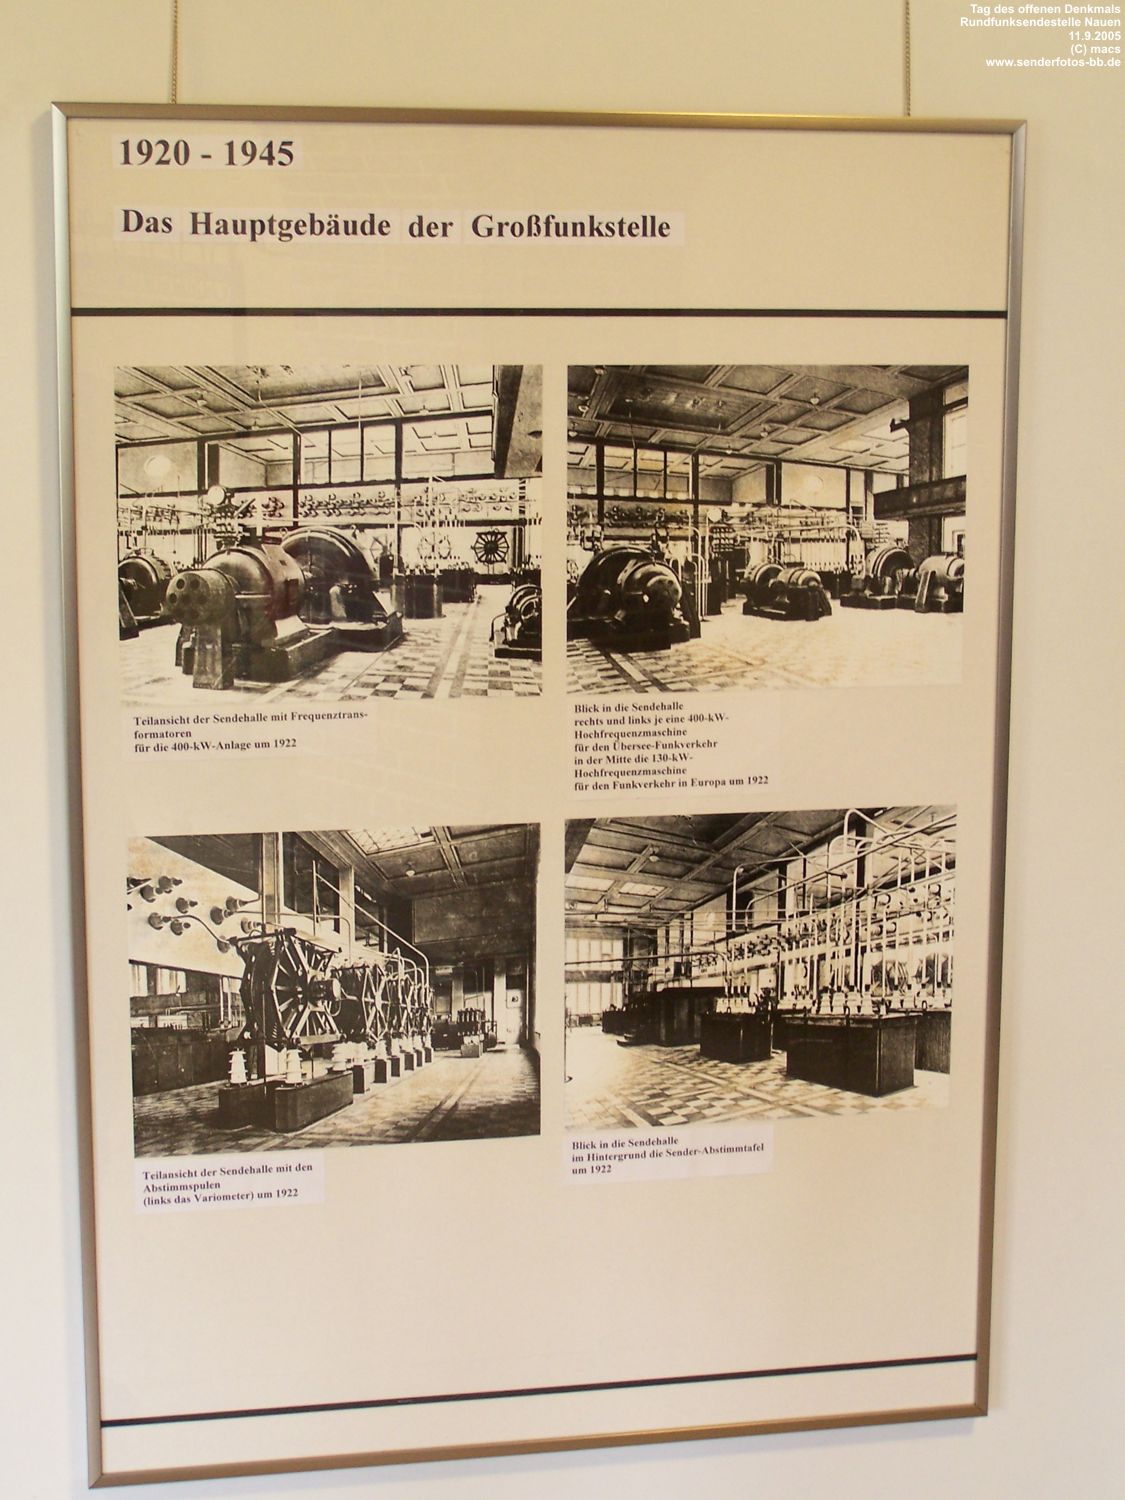 Tag des offenen Denkmals
Rundfunksendestelle Nauen
11.9.2005
(C) macs
www.senderfotos-bb.de
1920 - 1945
Das Hauptgebäude der Großfunkstelle
Teilansicht der Sendehalle mit Frequenztrans-
formatoren
für die 400-kW-Anlage um 1922
Blick in die Sendehalle
rechts und links je eine 400-kW-
Hochfrequenzmaschine
für den Übersee-Funkverkehr
in der Mitte die 130-kW-
Hochfrequenzmaschine
für den Funkverkehr in Europa um 1922
Teilansicht der Sendehalle mit den
Abstimmspulen
(links das Variometer) um 1922
Blick in die Sendehalle
im Hintergrund die Sender-Abstimmtafel
um 1922